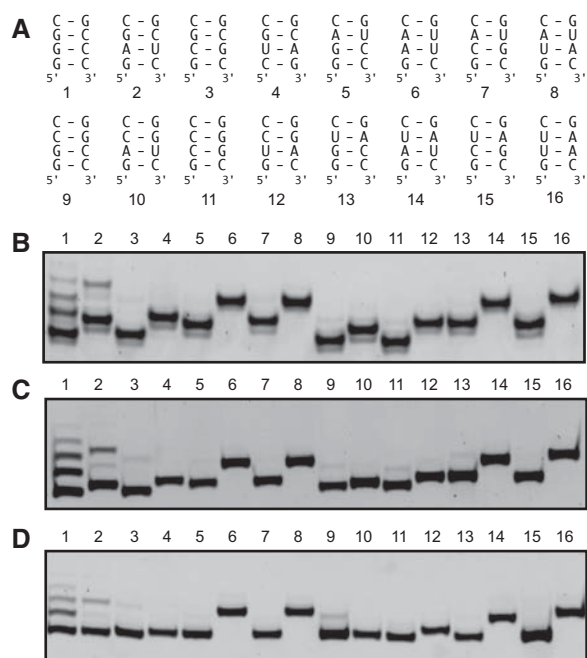 A
C – G C – G C – G C – G C – G C – G C – G C – G
G – C G – C G – C G – C A – U A – U A – U A – U
G – C A – U C – G U – A G – C A – U C – G U – A
G – C G – C G – C G – C G – C G – C G – C G – C
5' 3' 5' 3' 5' 3' 5' 3' 5' 3' 5' 3' 5' 3' 5' 3'
1 2 3 4 5 6 7 8
C – G C – G C – G C – G C – G C – G C – G C – G
C – G C – G C – G C – G U – A U – A U – A U – A
G – C A – U C – G U – A G – C A – U C – G U – A
G – C G – C G – C G – C G – C G – C G – C G – C
5' 3' 5' 3' 5' 3' 5' 3' 5' 3' 5' 3' 5' 3' 5' 3'
9 10 11 12 13 14 15 16
B
1 2 3 4 5 6 7 8 9 10 11 12 13 14 15 16
C
1 2 3 4 5 6 7 8 9 10 11 12 13 14 15 16
D
1 2 3 4 5 6 7 8 9 10 11 12 13 14 15 16